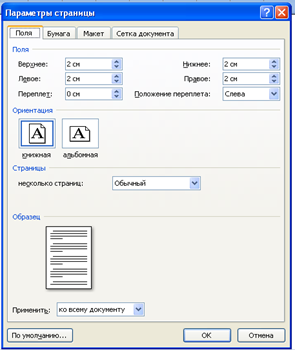 Параметры страницы
Поля Бумага Макет Сетка документа
Поля
Верхнее: 2 см Нижнее: 2 см
Левое: 2 см Правое: 2 см
Переплет: 0 см Положение переплета: Слева
Ориентация
A A
книжная альбомная
Страницы
несколько страниц: Обычный
Образец
Применить: ко всему документу
По умолчанию... ОК Отмена